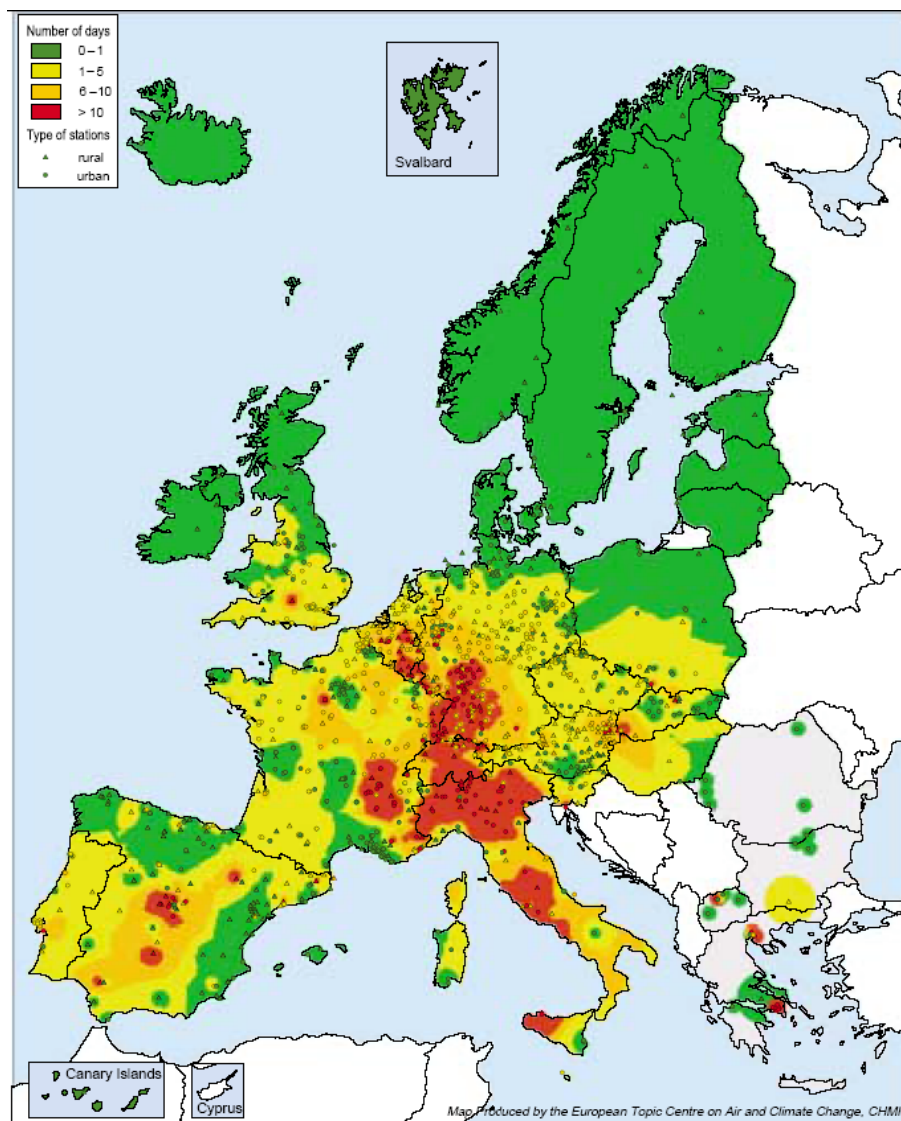 Number of days
0–1
1–5
6–10
>10
Type of stations
rural
urban
Svalbard
Canary Islands
Cyprus
Map Produced by the European Topic Centre on Air and Climate Change, CHMI